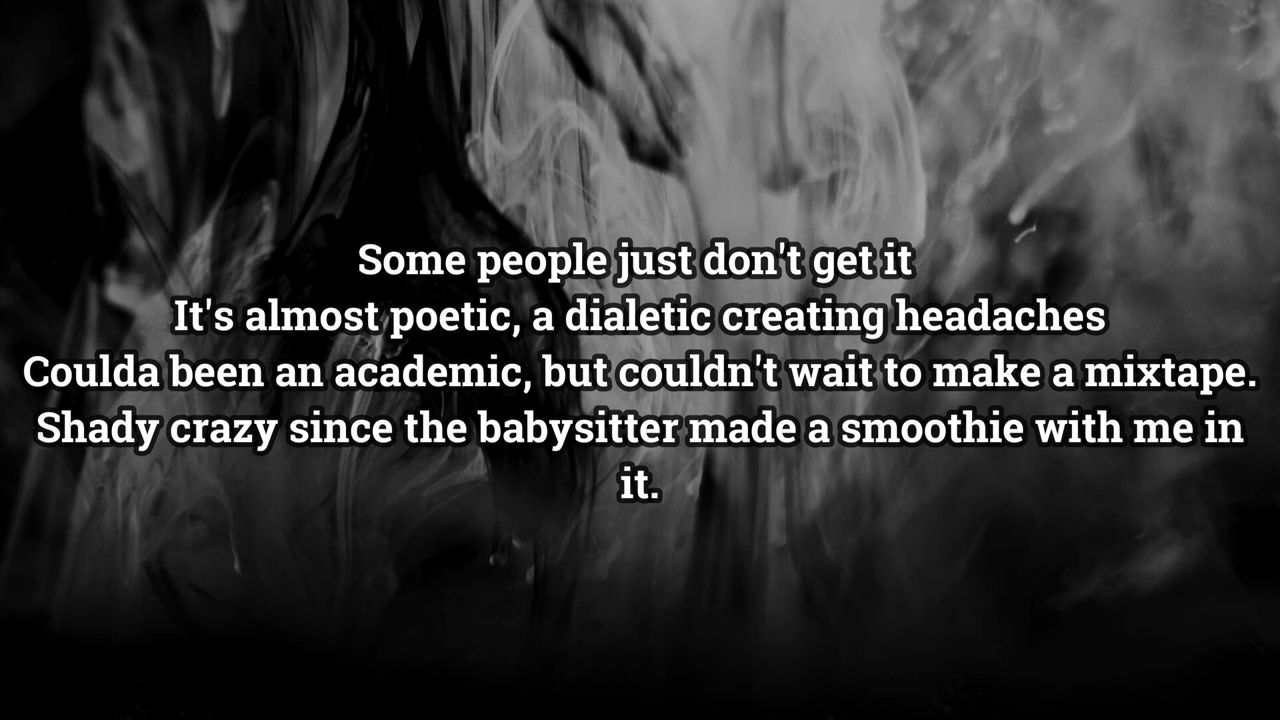 Some people just don't get it
It's almost poetic, a dialetic creating headaches
Coulda been an academic, but couldn't wait to make a mixtape.
Shady crazy since the babysitter made a smoothie with me in
it.